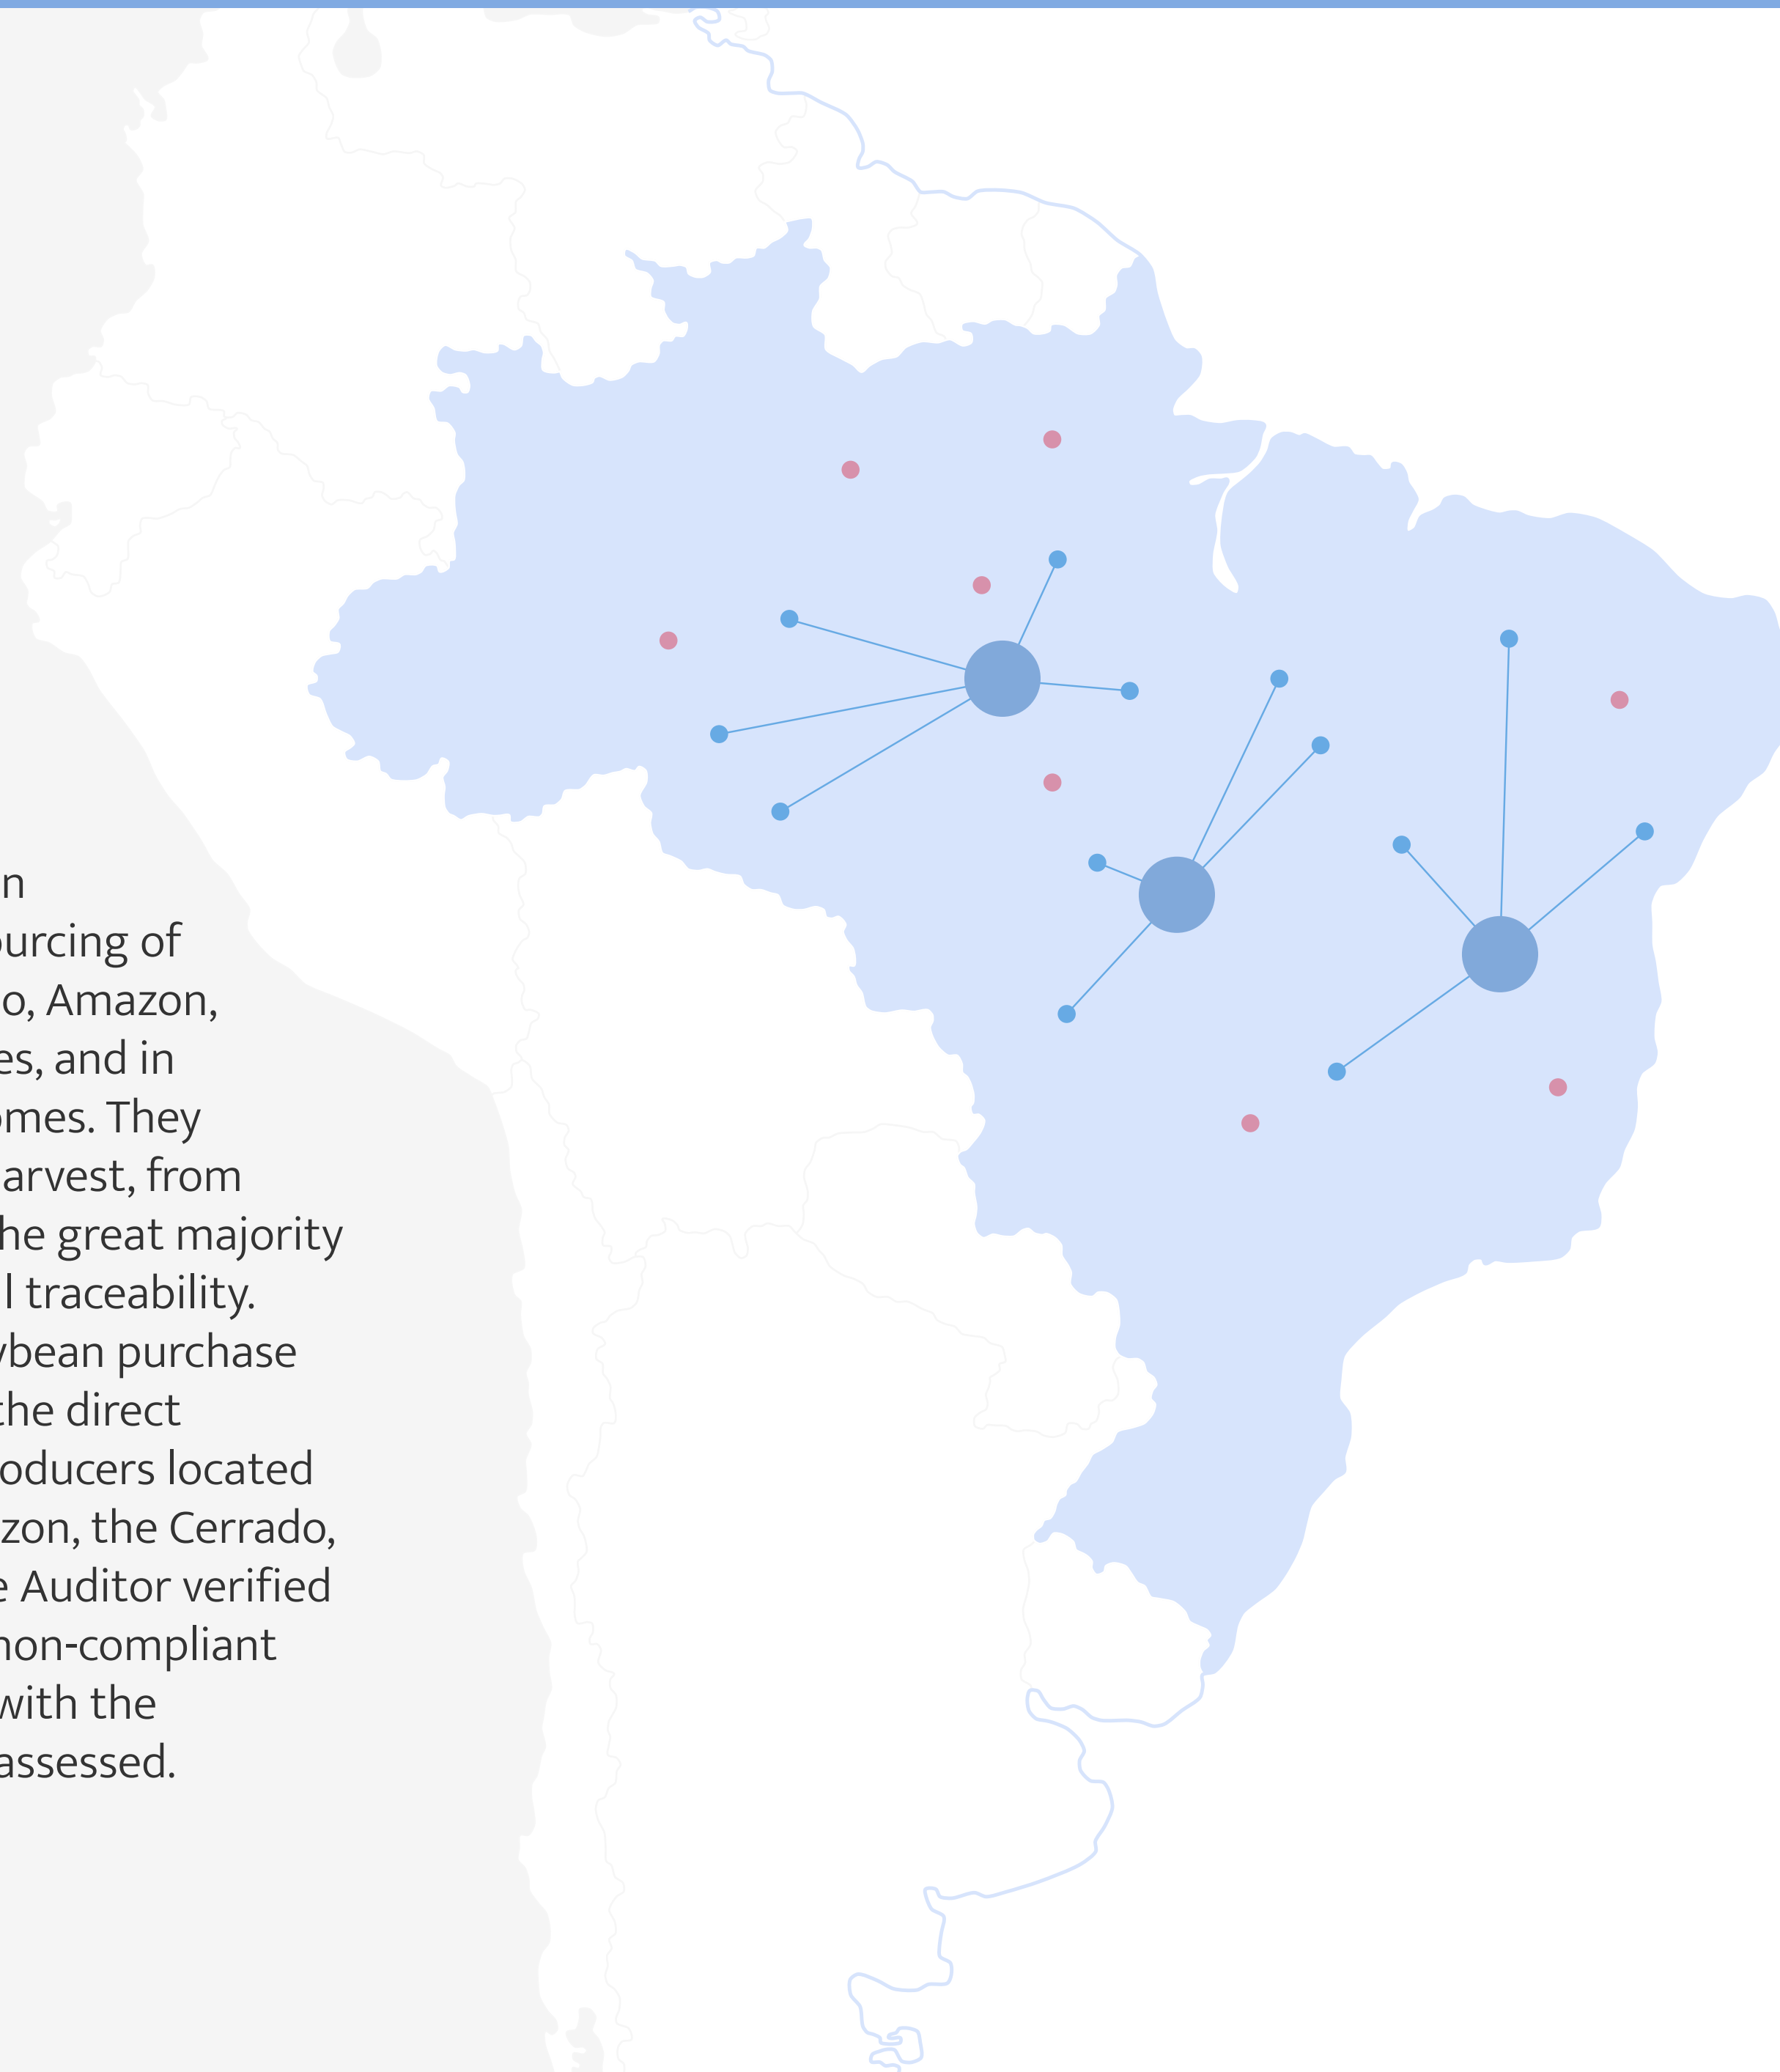 n
urcing of
o, Amazon,
es, and in
mes. They
arvest, from
he great majority
l traceability.
bean purchase
the direct
oducers located
zon, the Cerrado,
e Auditor verified
non-compliant
with the
assessed.